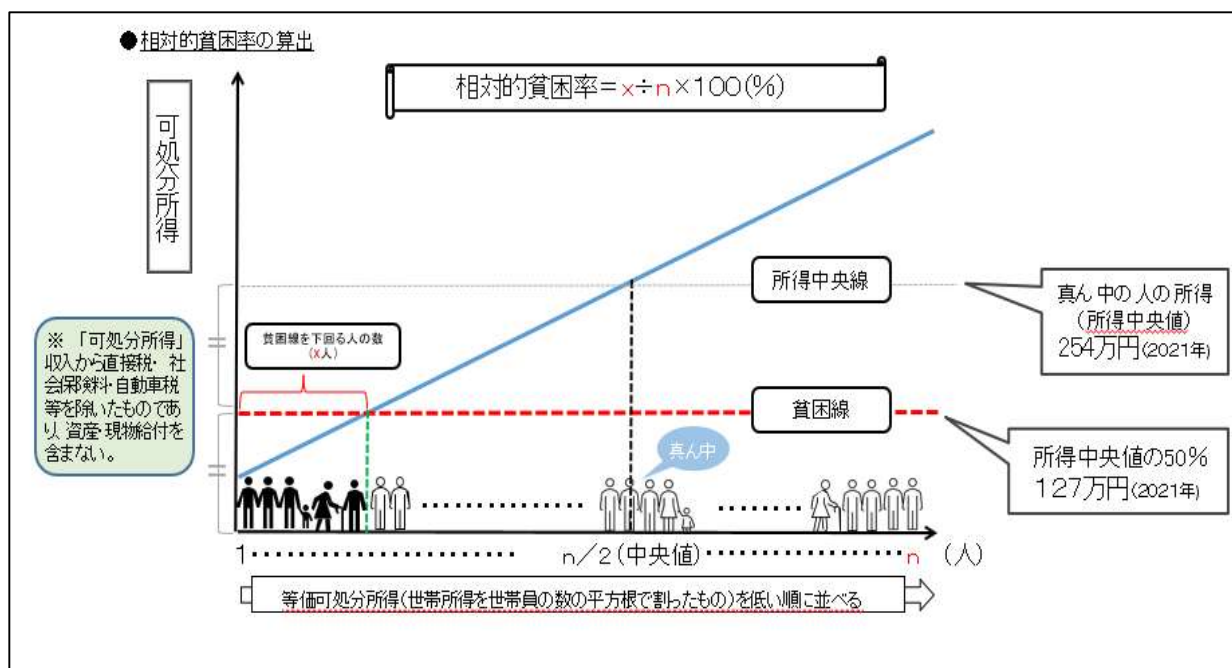 ●相対的貧困率の算出
相対的貧困率=x÷n×100(%)
可処分所得
所得中央線
真ん中の人の所得
(所得中央値)
254万円(2021年)
※ 「可処分所得」
収入から直接税・社
会保険料・自動車税
等を除いたものであ
り、資産・現物給付を
含まない。
貧困線を下回る人の数
(X人)
貧困線
真ん中
所得中央値の50%
127万円(2021年)
1 n/2(中央値) n (人)
等価可処分所得(世帯所得を世帯員の数の平方根で割ったもの)を低い順に並べる